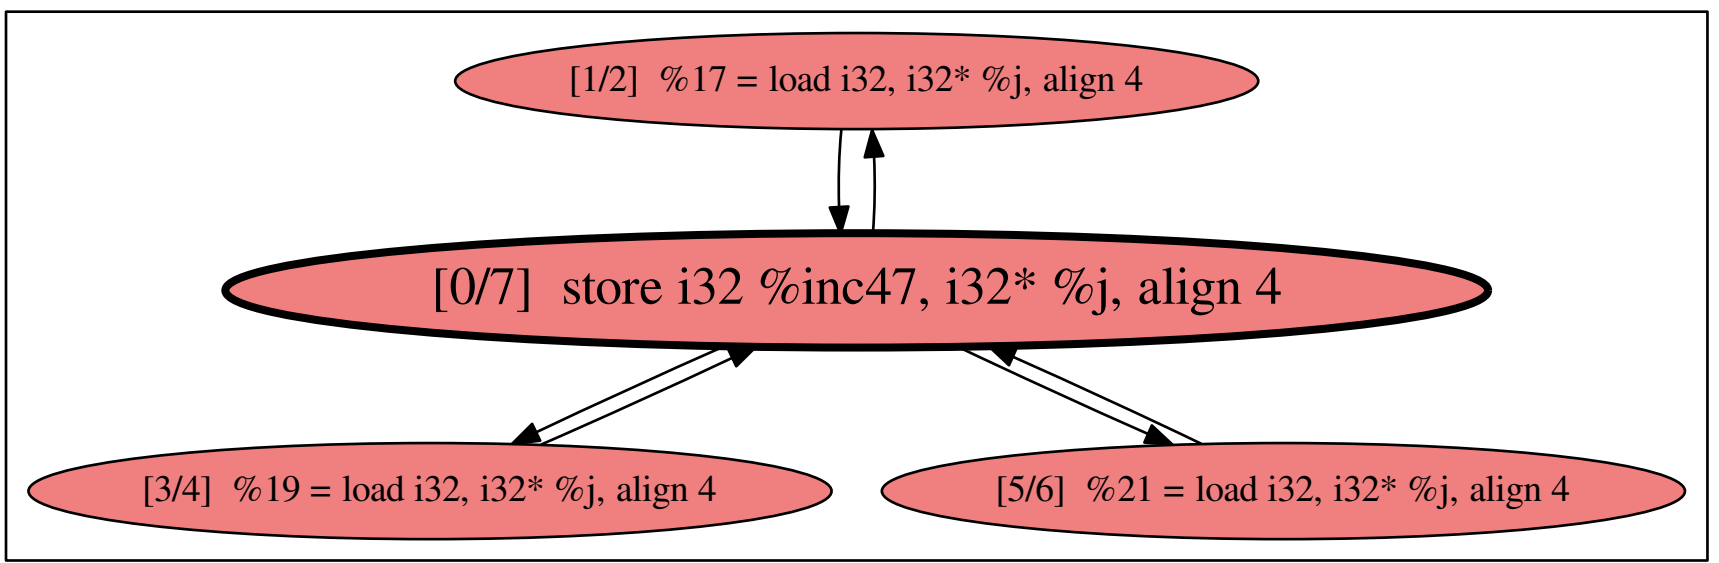 [1/2]  %17 = load i32, i32* %j, align 4
[0/7]  store i32 %inc47, i32* %j, align 4
[3/4]  %19 = load i32, i32* %j, align 4
[5/6]  %21 = load i32, i32* %j, align 4